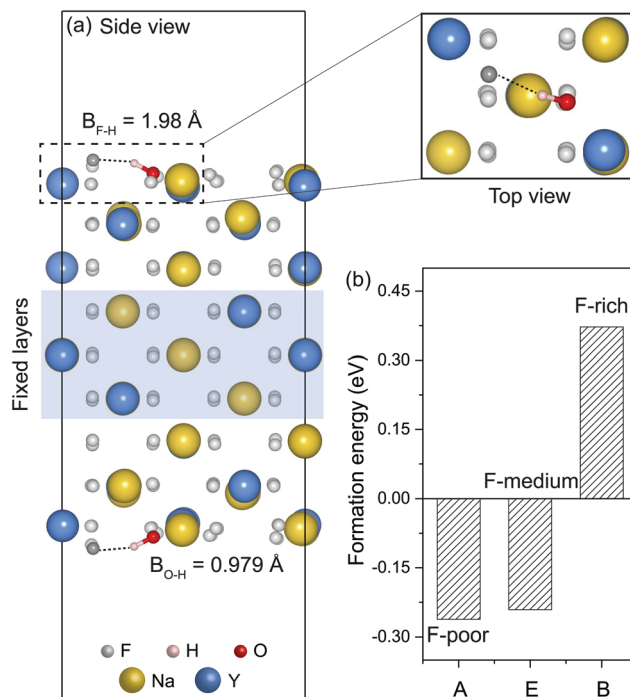 (a) Side view
B_F-H = 1.98 Å
Top view
Fixed layers
B_O-H = 0.979 Å
F
H
O
Na
Y
(b)
Formation energy (eV)
0.45
0.30
0.15
0.00
-0.15
-0.30
F-rich
F-medium
F-poor
A
E
B